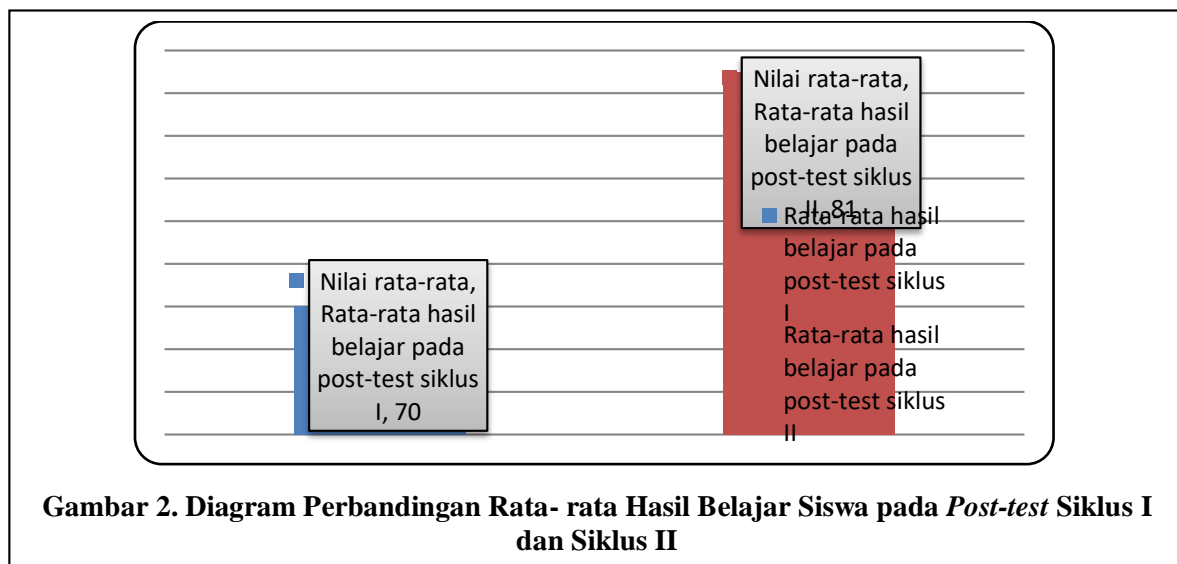 Nilai rata-rata,
Rata-rata hasil
belajar pada
post-test siklus
I, 70
Nilai rata-rata,
Rata-rata hasil
belajar pada
post-test siklus
II, 81
Rata-rata hasil
belajar pada
post-test siklus
I
Rata-rata hasil
belajar pada
post-test siklus
II
Gambar 2. Diagram Perbandingan Rata- rata Hasil Belajar Siswa pada Post-test Siklus I
dan Siklus II